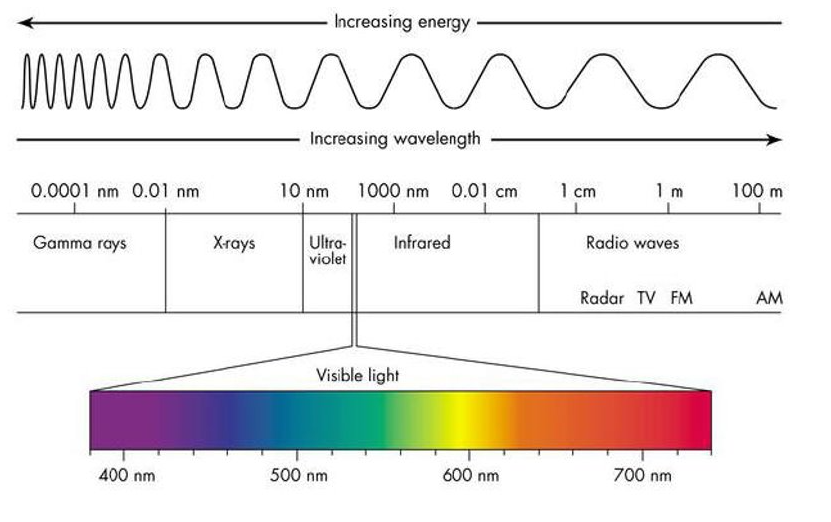 Increasing energy
Increasing wavelength
0.0001 nm 0.01 nm 10 nm 1000 nm 0.01 cm 1 cm 1 m 100 m
Gamma rays X-rays Ultra- Infrared Radio waves
violet
Radar TV FM AM
Visible light
400 nm 500 nm 600 nm 700 nm